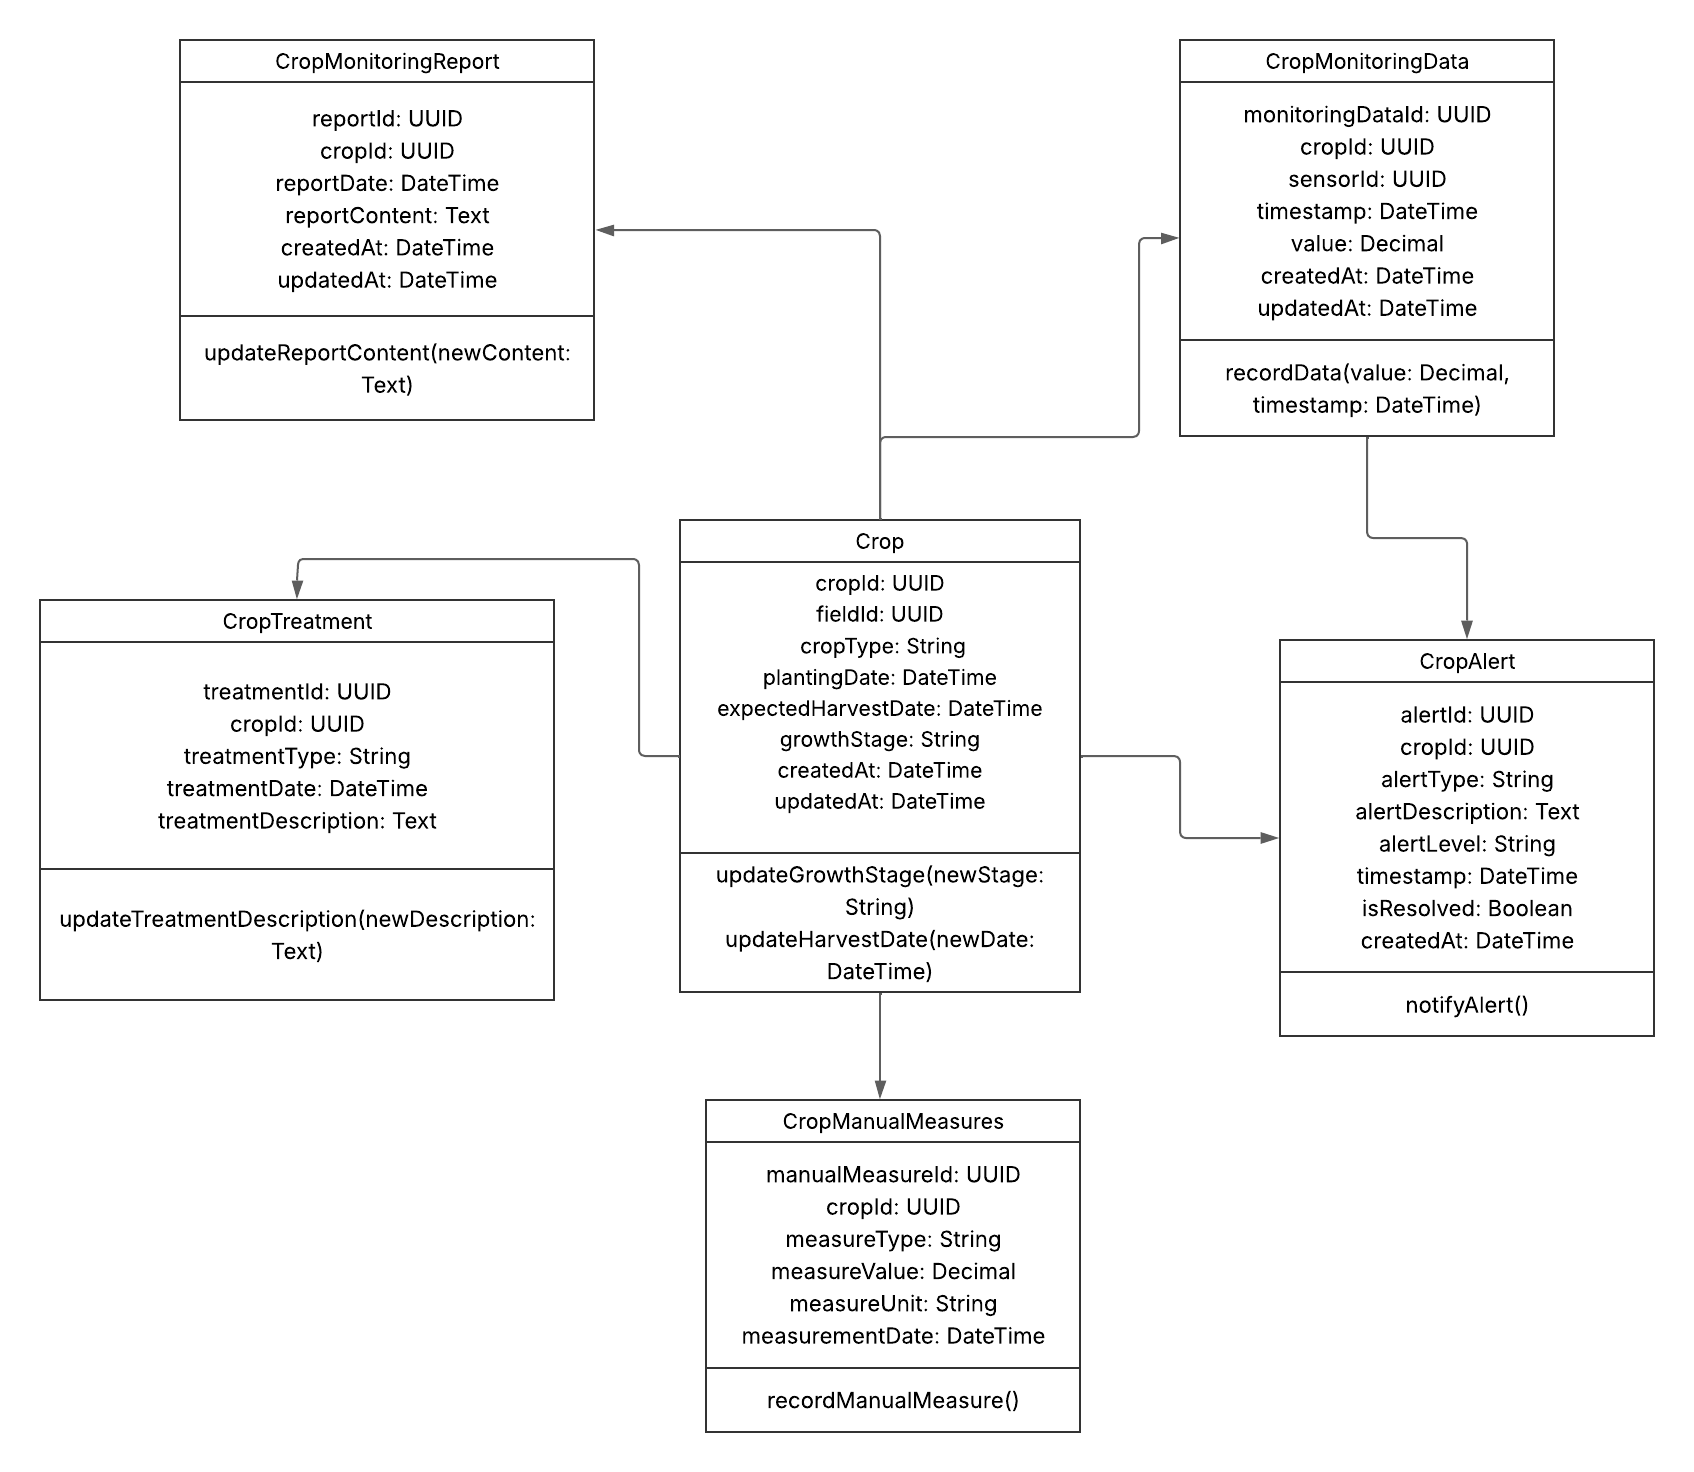 CropMonitoringReport
reportId: UUID
cropId: UUID
reportDate: DateTime
reportContent: Text
createdAt: DateTime
updatedAt: DateTime
updateReportContent(newContent:
Text)
CropMonitoringData
monitoringDataId: UUID
cropId: UUID
sensorId: UUID
timestamp: DateTime
value: Decimal
createdAt: DateTime
updatedAt: DateTime
recordData(value: Decimal,
timestamp: DateTime)
CropTreatment
treatmentId: UUID
cropId: UUID
treatmentType: String
treatmentDate: DateTime
treatmentDescription: Text
updateTreatmentDescription(newDescription:
Text)
Crop
cropId: UUID
fieldId: UUID
cropType: String
plantingDate: DateTime
expectedHarvestDate: DateTime
growthStage: String
createdAt: DateTime
updatedAt: DateTime
updateGrowthStage(newStage:
String)
updateHarvestDate(newDate:
DateTime)
CropAlert
alertId: UUID
cropId: UUID
alertType: String
alertDescription: Text
alertLevel: String
timestamp: DateTime
isResolved: Boolean
createdAt: DateTime
notifyAlert()
CropManualMeasures
manualMeasureId: UUID
cropId: UUID
measureType: String
measureValue: Decimal
measureUnit: String
measurementDate: DateTime
recordManualMeasure()